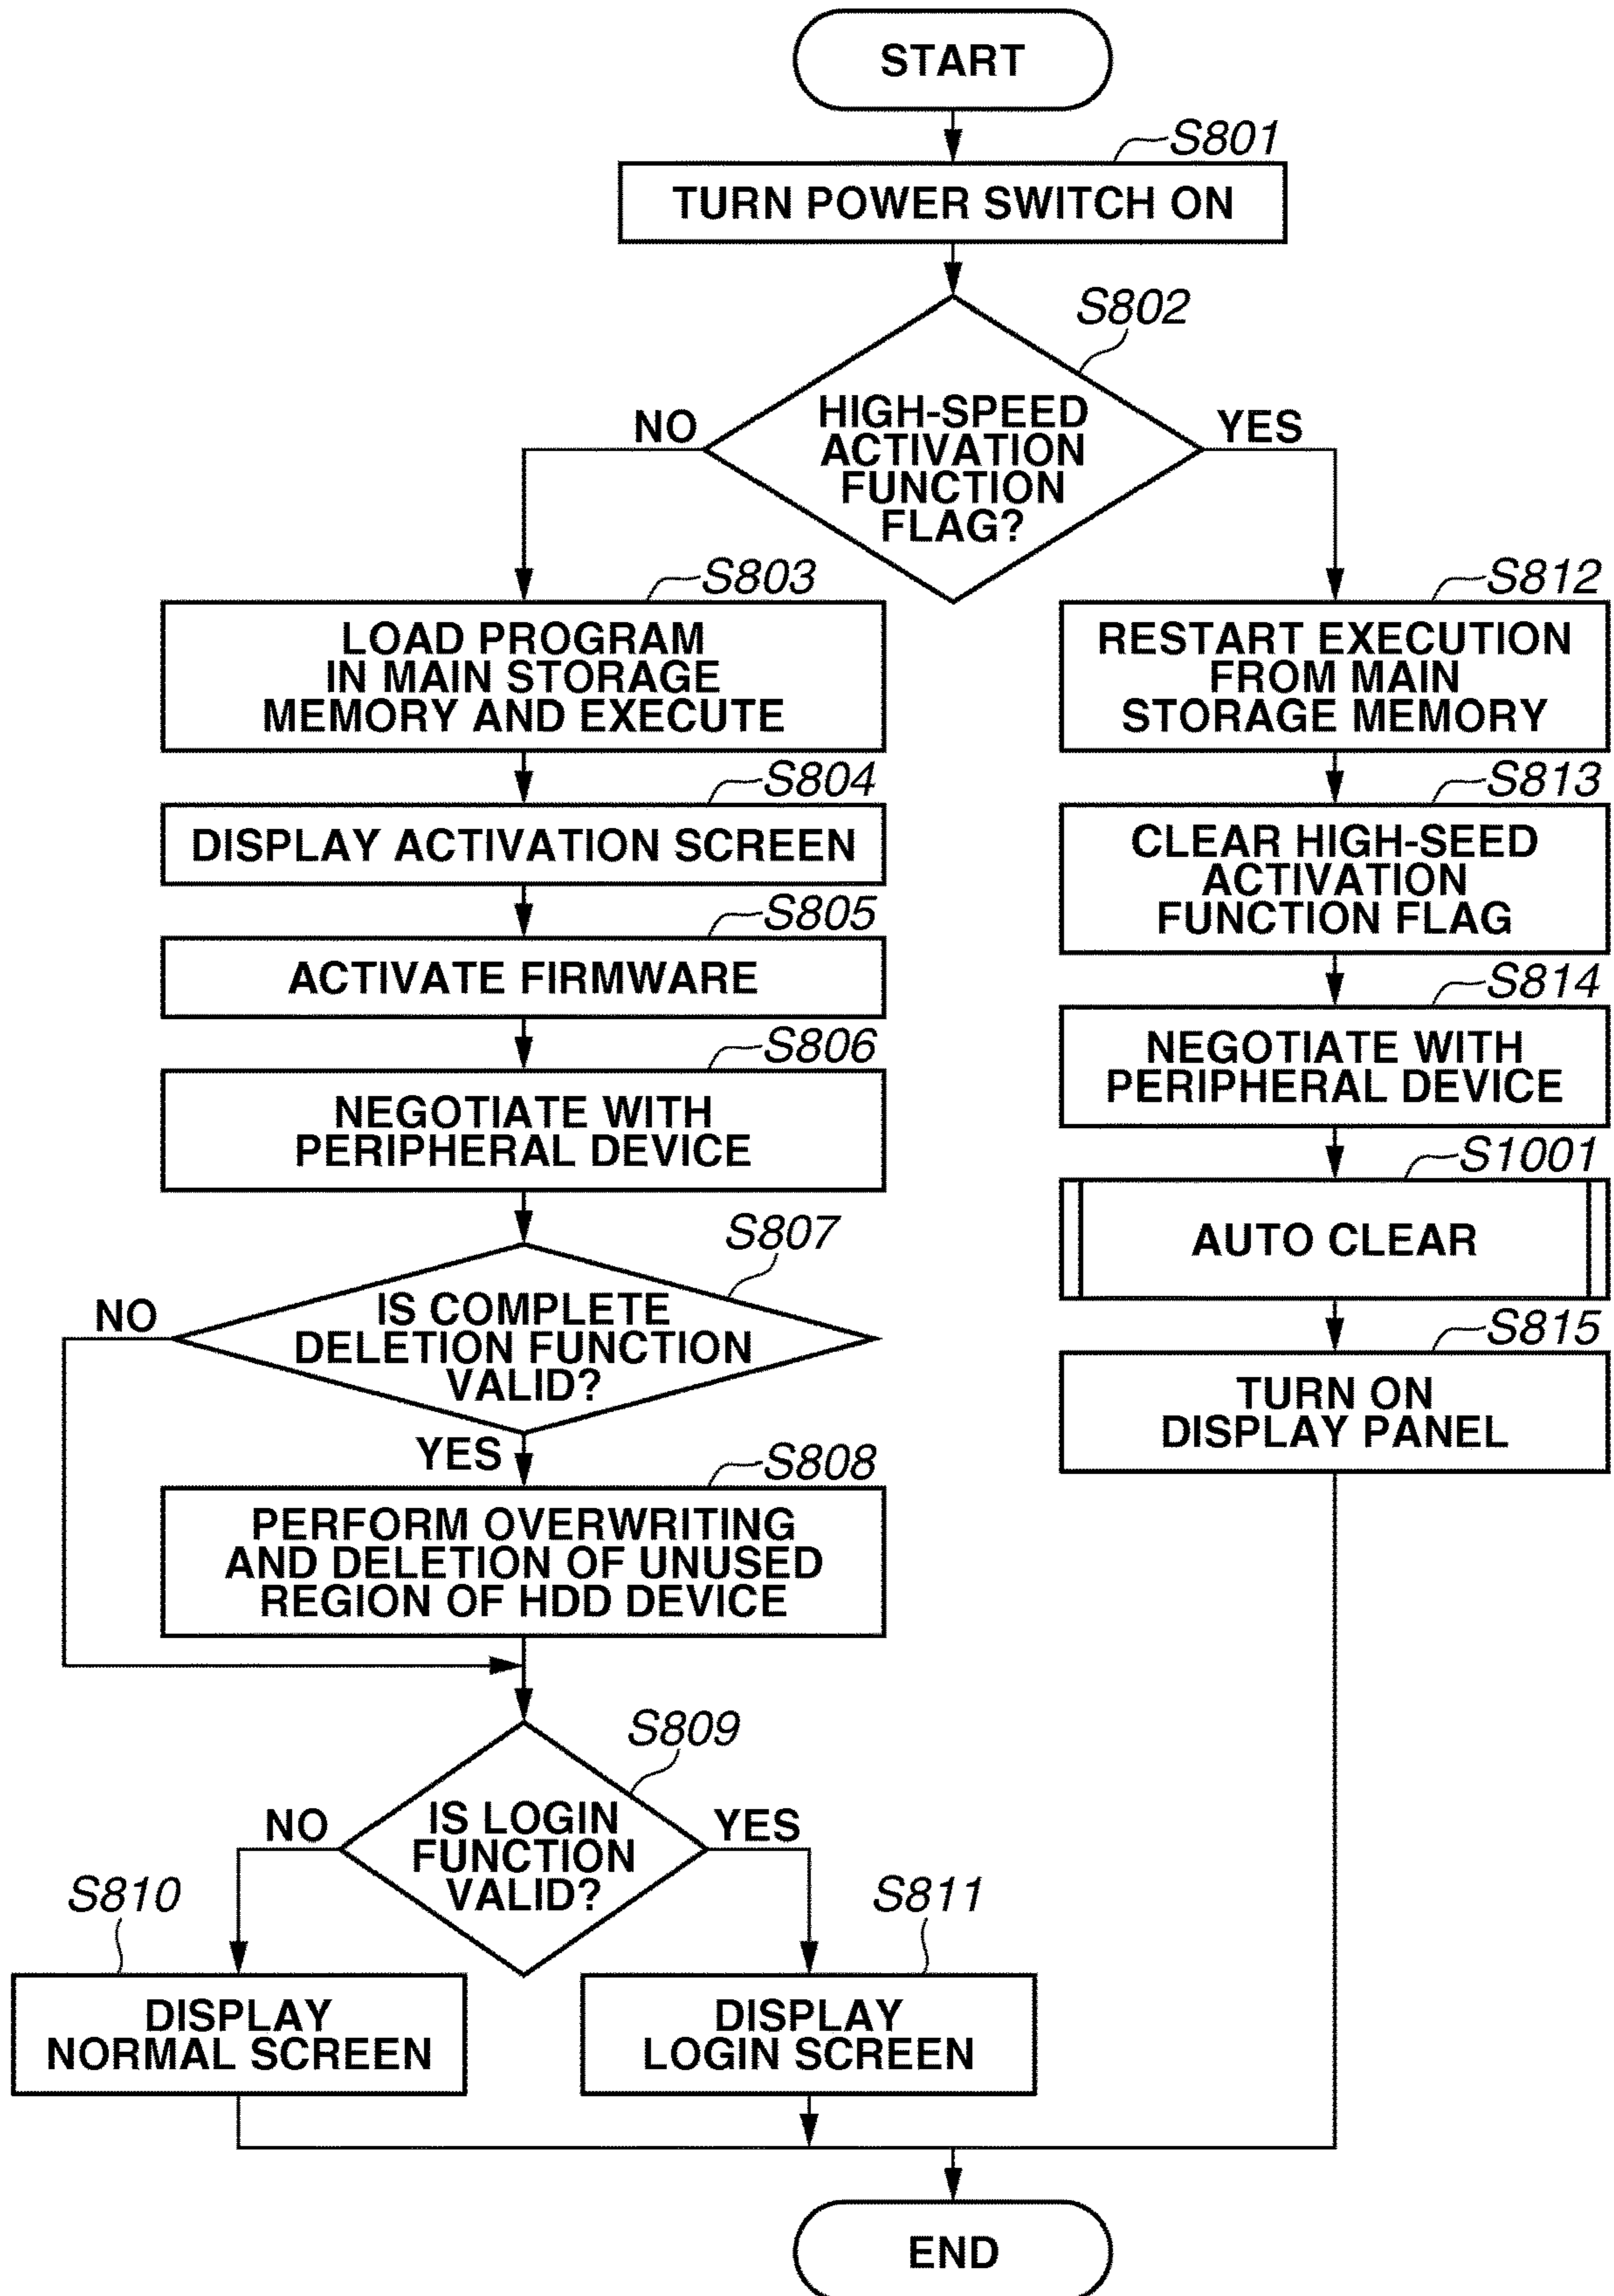 START
S801
TURN POWER SWITCH ON
S802
HIGH-SPEED
ACTIVATION
FUNCTION
FLAG?
NO
YES
S803
LOAD PROGRAM
IN MAIN STORAGE
MEMORY AND EXECUTE
S804
DISPLAY ACTIVATION SCREEN
S805
ACTIVATE FIRMWARE
S806
NEGOTIATE WITH
PERIPHERAL DEVICE
S807
IS COMPLETE
DELETION FUNCTION
VALID?
NO
YES
S808
PERFORM OVERWRITING
AND DELETION OF UNUSED
REGION OF HDD DEVICE
S809
IS LOGIN
FUNCTION
VALID?
NO
YES
S810
DISPLAY
NORMAL SCREEN
S811
DISPLAY
LOGIN SCREEN
S812
RESTART EXECUTION
FROM MAIN
STORAGE MEMORY
S813
CLEAR HIGH-SEED
ACTIVATION
FUNCTION FLAG
S814
NEGOTIATE WITH
PERIPHERAL DEVICE
S1001
AUTO CLEAR
S815
TURN ON
DISPLAY PANEL
END